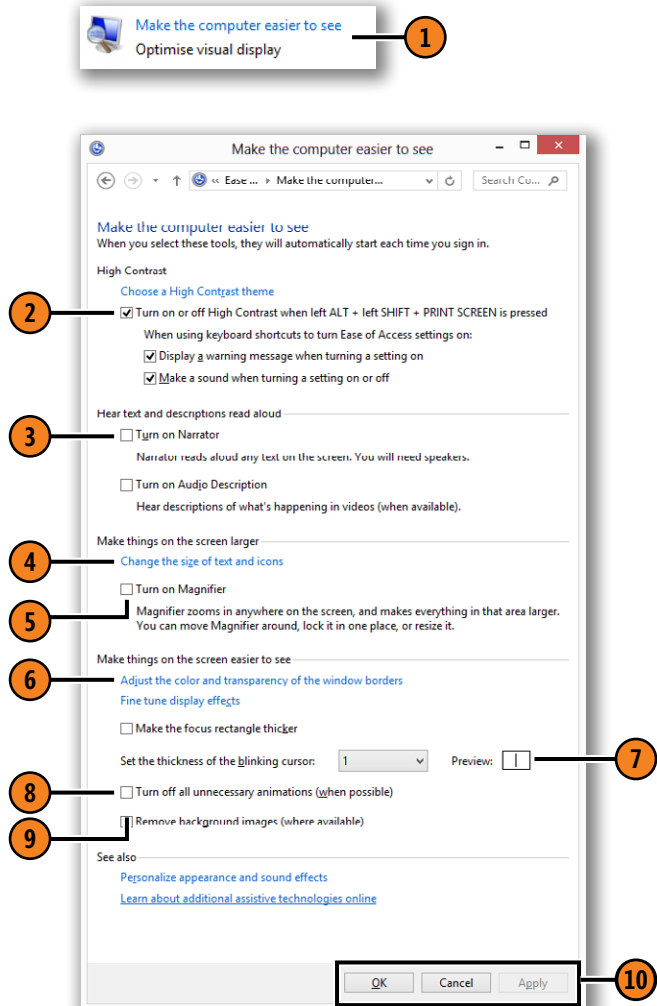 Make the computer easier to see
Optimise visual display
1
Make the computer easier to see
« Ease ... Make the computer... Search Co...
Make the computer easier to see
When you select these tools, they will automatically start each time you sign in.
High Contrast
Choose a High Contrast theme
2
Turn on or off High Contrast when left ALT + left SHIFT + PRINT SCREEN is pressed
When using keyboard shortcuts to turn Ease of Access settings on:
Display a warning message when turning a setting on
Make a sound when turning a setting on or off
Hear text and descriptions read aloud
3
Turn on Narrator
Narrator reads aloud any text on the screen. You will need speakers.
Turn on Audio Description
Hear descriptions of what's happening in videos (when available).
Make things on the screen larger
4
Change the size of text and icons
5
Turn on Magnifier
Magnifier zooms in anywhere on the screen, and makes everything in that area larger.
You can move Magnifier around, lock it in one place, or resize it.
Make things on the screen easier to see
6
Adjust the color and transparency of the window borders
Fine tune display effects
Make the focus rectangle thicker
Set the thickness of the blinking cursor: 1 Preview:
7
8
Turn off all unnecessary animations (when possible)
9
Remove background images (where available)
See also
Personalize appearance and sound effects
Learn about additional assistive technologies online
OK Cancel Apply
10